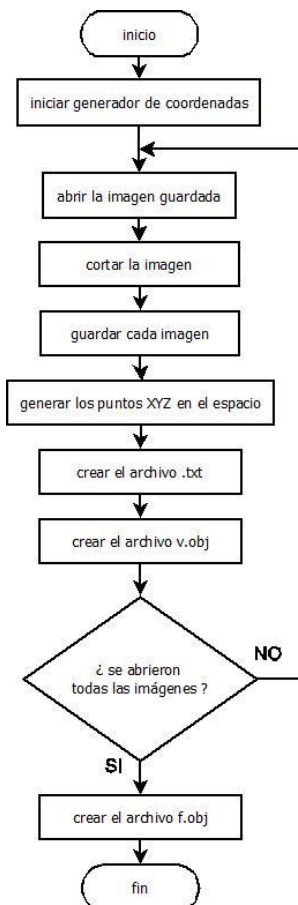 inicio
iniciar generador de coordenadas
abrir la imagen guardada
cortar la imagen
guardar cada imagen
generar los puntos XYZ en el espacio
crear el archivo .txt
crear el archivo v.obj
¿ se abrieron
todas las imágenes ?
NO
SI
crear el archivo f.obj
fin